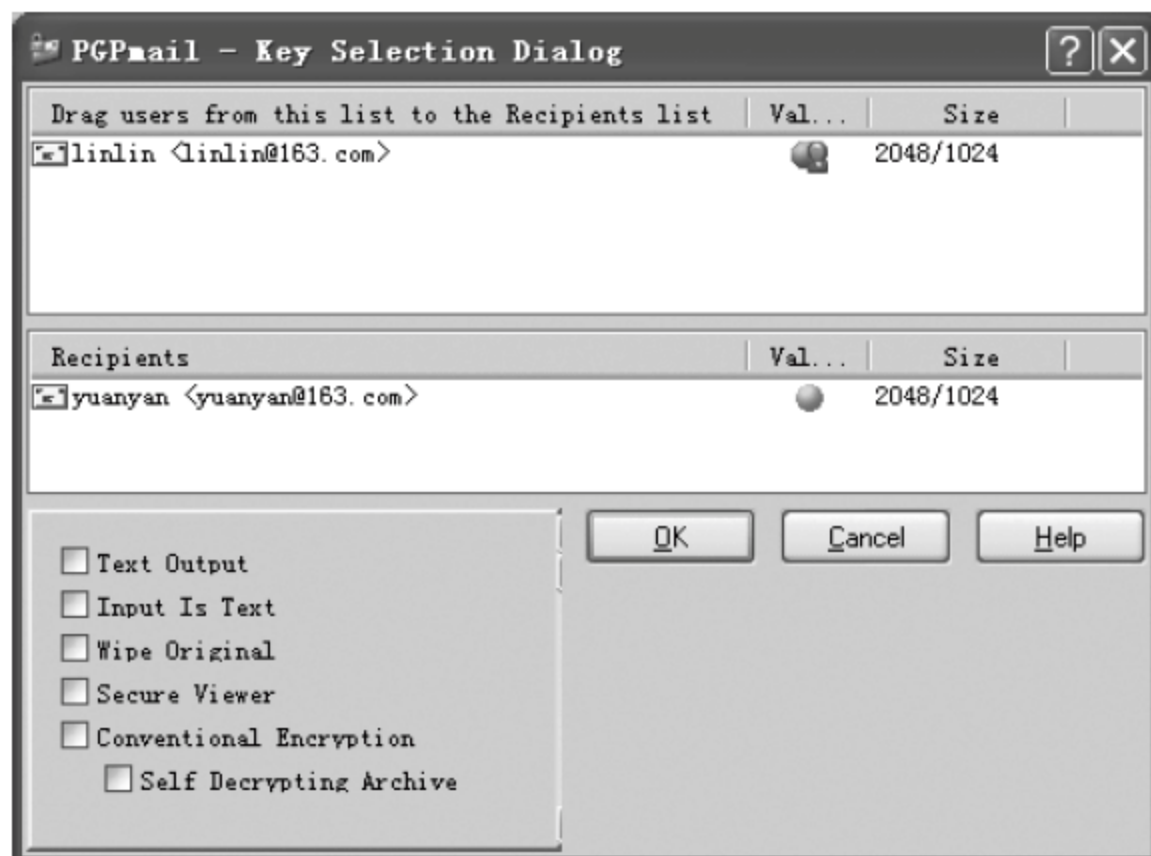 PGPmail - Key Selection Dialog
Drag users from this list to the Recipients list Val... Size
linlin <linlin@163.com> 2048/1024
Recipients Val... Size
yuanyan <yuanyan@163.com> 2048/1024
OK Cancel Help
Text Output
Input Is Text
Wipe Original
Secure Viewer
Conventional Encryption
Self Decrypting Archive